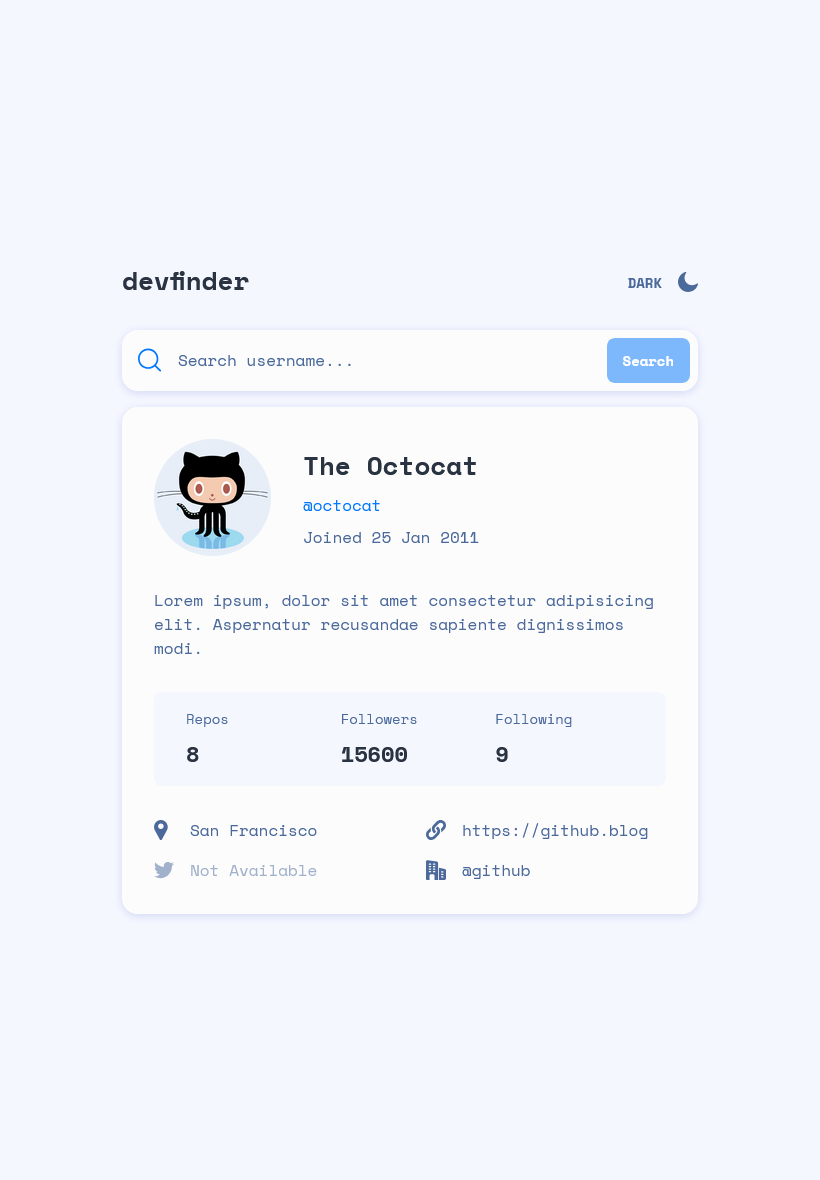 devfinder
DARK
Search username...
Search
The Octocat
@octocat
Joined 25 Jan 2011
Lorem ipsum, dolor sit amet consectetur adipisicing
elit. Aspernatur recusandae sapiente dignissimos
modi.
Repos Followers Following
8 15600 9
San Francisco https://github.blog
Not Available @github